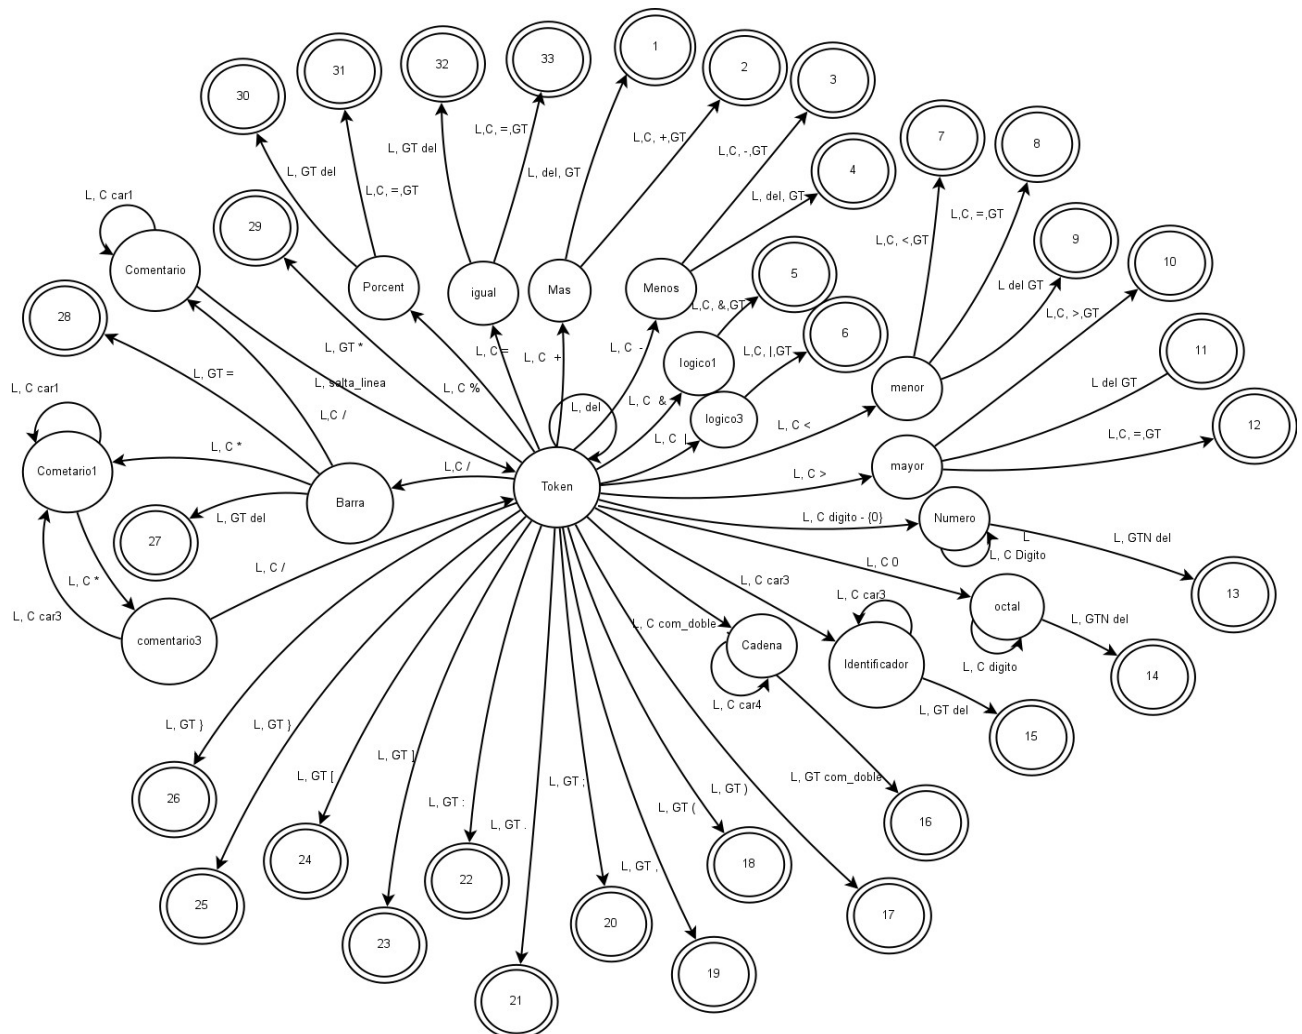 1
33
32
2
31
3
30
L,C, =,GT
L,C, +,GT
7
8
L, GT del
L,C, -,GT
L, GT del
L, del, GT
4
L,C, =,GT
L, del, GT
L, C car1
L,C, <,GT
L,C, =,GT
29
9
10
Comentario
5
L del GT
Porcent
igual
Mas
Menos
L,C, &,GT
L,C, >,GT
28
6
L, GT *
L, C =
L, C +
L, C -
L,C, |,GT
11
L, C car1
L, GT =
L, salta_linea
L, C %
logico1
L del GT
L, C &
L, del
menor
logico3
L,C /
L, C <
12
L, C |
L,C, =,GT
L, C *
Cometario1
L,C /
mayor
L, C >
Token
Barra
L, GT del
L, C digito - {0}
Numero
27
L
L, GTN del
L, C Digito
L, C 0
L, C /
L, C *
L, C car3
13
L, C car3
octal
L, C car3
L, GTN del
L, C com_doble
comentario3
Cadena
Identificador
L, C digito
14
L, C car4
L, GT del
L, GT }
L, GT }
15
L, GT ]
L, GT [
L, GT ;
L, GT )
L, GT com_doble
26
L, GT :
L, GT (
L, GT .
16
24
L, GT ,
18
22
25
17
20
23
19
21